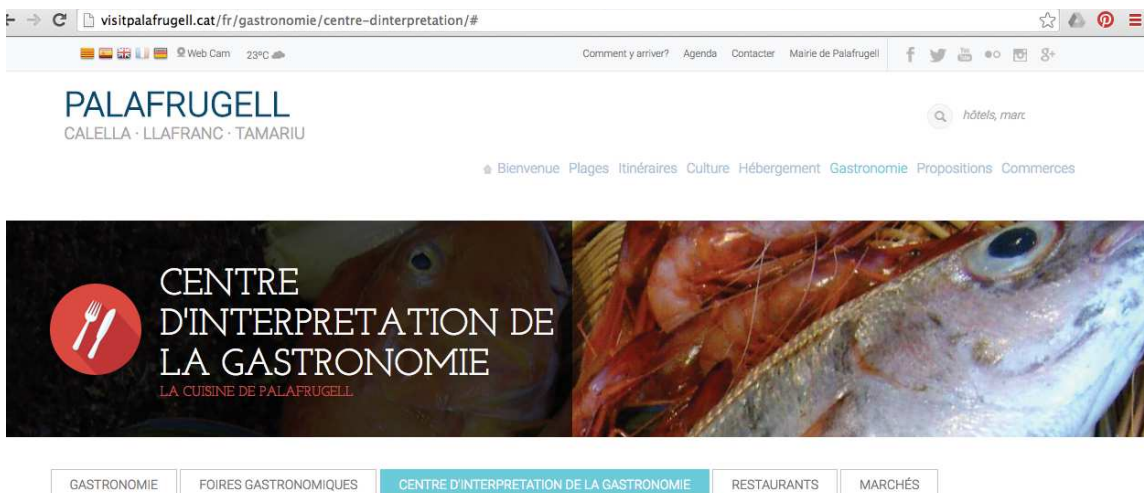 visitpalafrugell.cat/fr/gastronomie/centre-dinterpretation/#
Web Cam 23ºC Comment y arriver? Agenda Contacter Mairie de Palafrugell
PALAFRUGELL
CALELLA · LLAFRANC · TAMARIU
hôtels, marc
Bienvenue Plages Itinéraires Culture Hébergement Gastronomie Propositions Commerces
CENTRE
D'INTERPRETATION DE
LA GASTRONOMIE
LA CUISINE DE PALAFRUGELL
GASTRONOMIE FOIRES GASTRONOMIQUES CENTRE D'INTERPRETATION DE LA GASTRONOMIE RESTAURANTS MARCHÉS